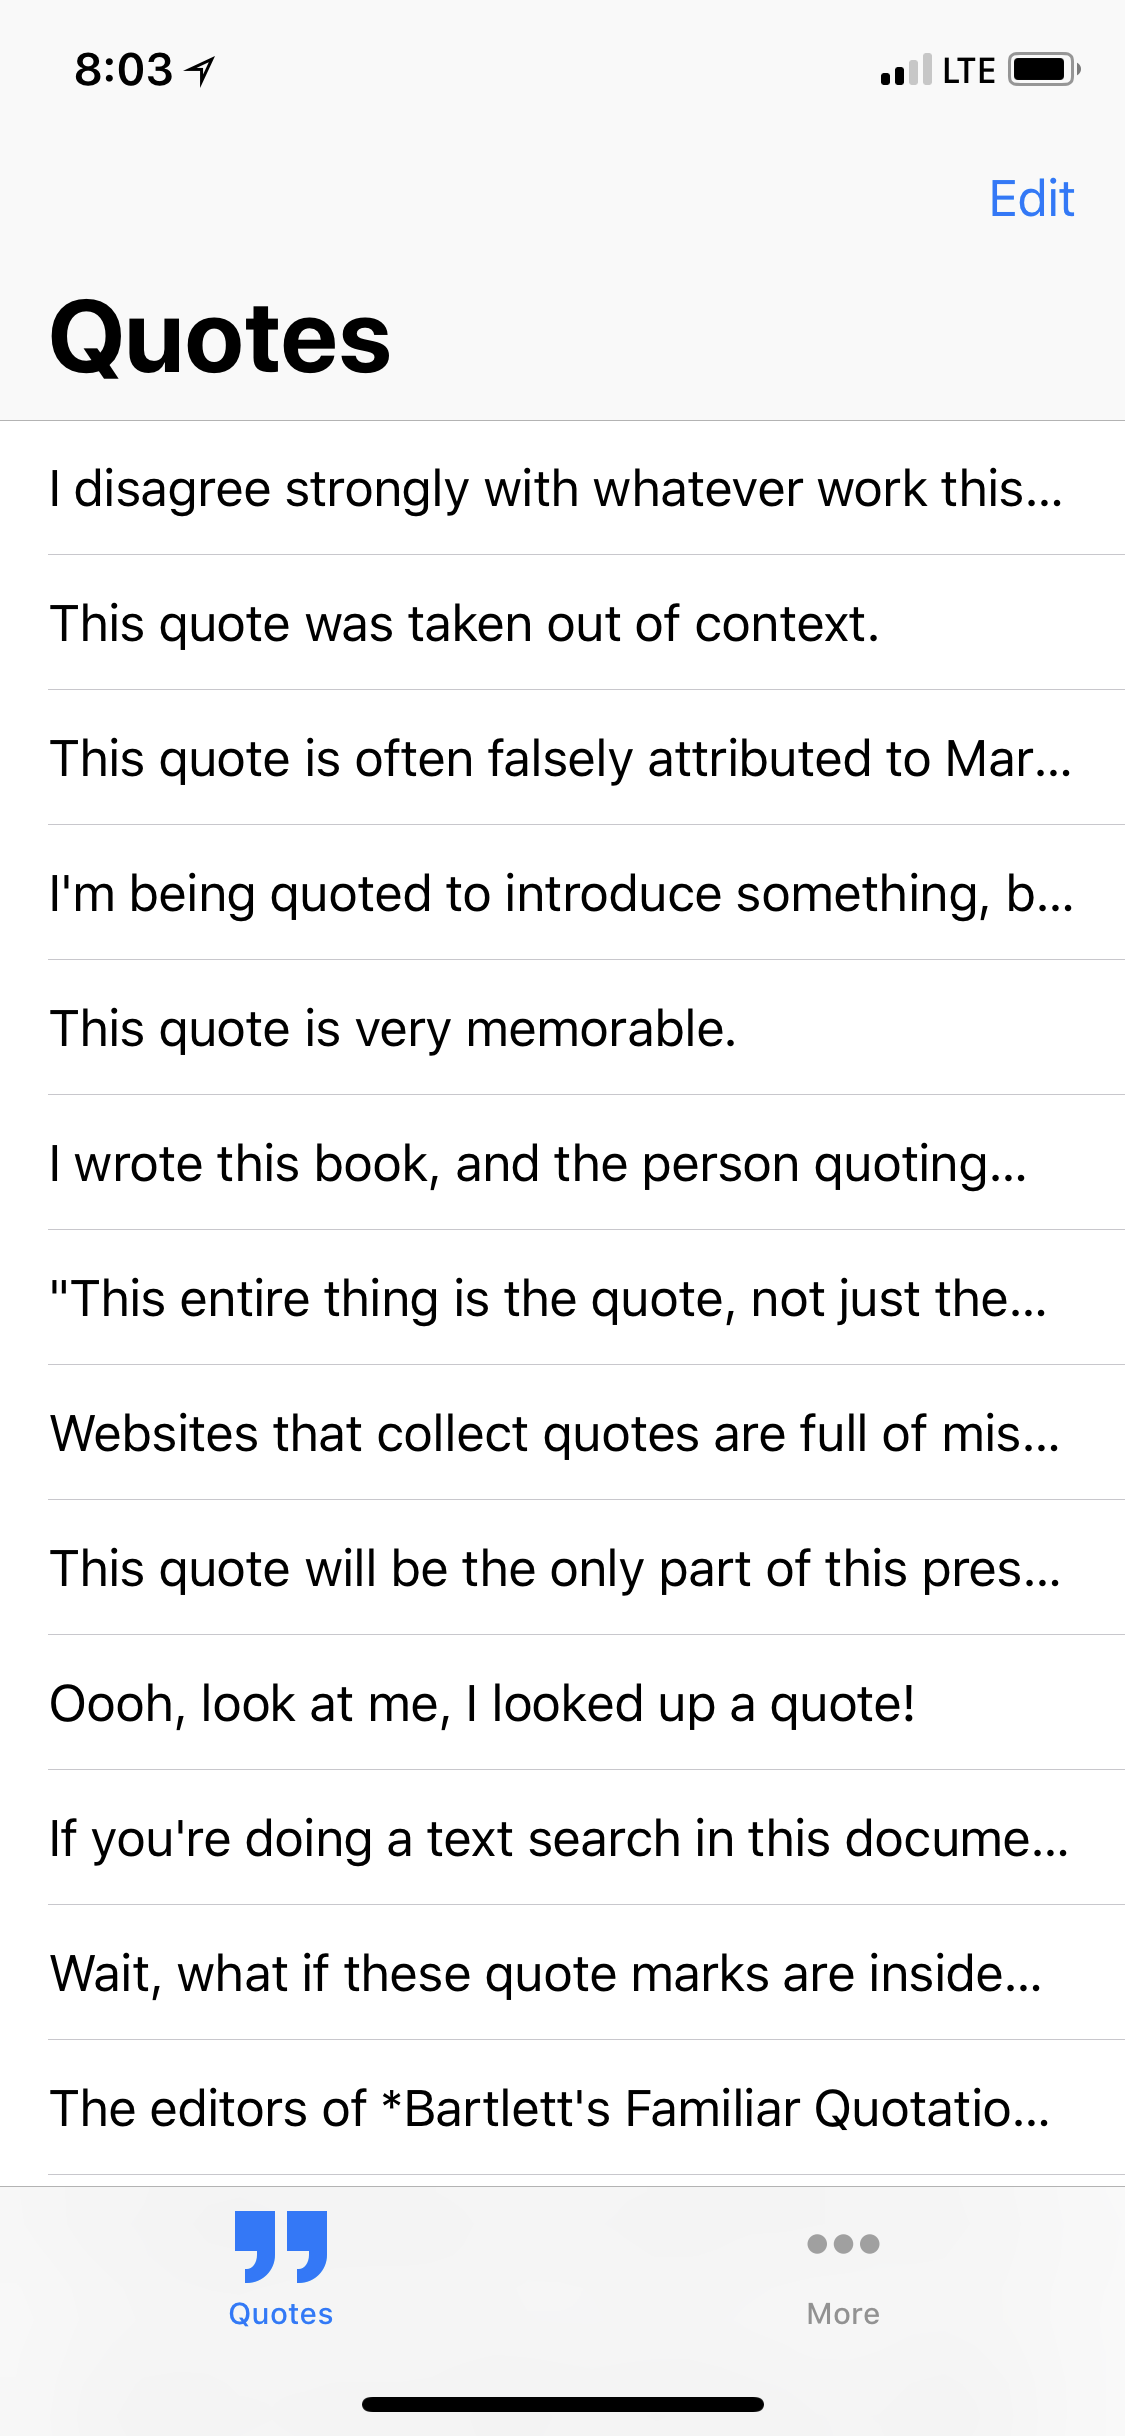 8:03
LTE
Edit
Quotes
I disagree strongly with whatever work this...
This quote was taken out of context.
This quote is often falsely attributed to Mar...
I'm being quoted to introduce something, b...
This quote is very memorable.
I wrote this book, and the person quoting...
"This entire thing is the quote, not just the...
Websites that collect quotes are full of mis...
This quote will be the only part of this pres...
Oooh, look at me, I looked up a quote!
If you're doing a text search in this docume...
Wait, what if these quote marks are inside...
The editors of *Bartlett's Familiar Quotatio...
Quotes
More